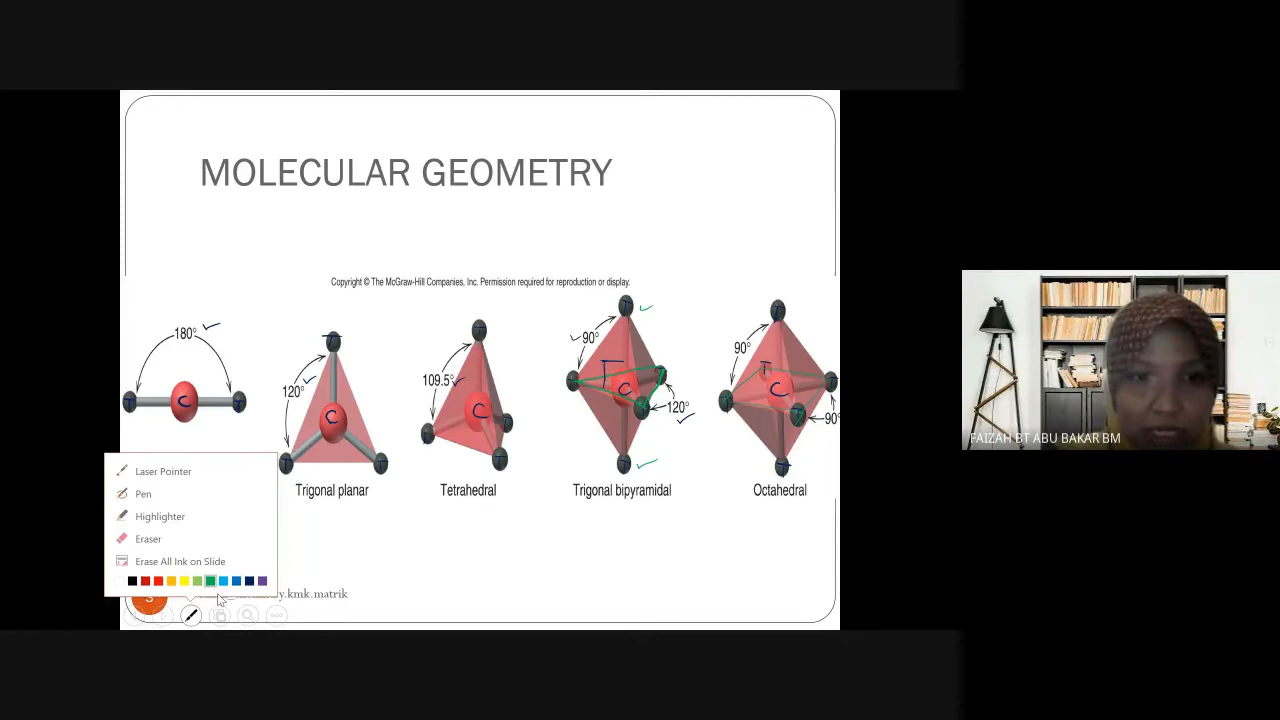 MOLECULAR GEOMETRY
Copyright © The McGraw-Hill Companies, Inc. Permission required for reproduction or display.
180°
120°
109.5°
90°
120°
90°
90°
T C T
T
C
T T
T
C
T T T
T
T
C
T
T
T
C
T
Trigonal planar
Tetrahedral
Trigonal bipyramidal
Octahedral
Laser Pointer
Pen
Highlighter
Eraser
Erase All Ink on Slide
3
y.kmk.matrik
FAIZAH BT ABU BAKAR BM